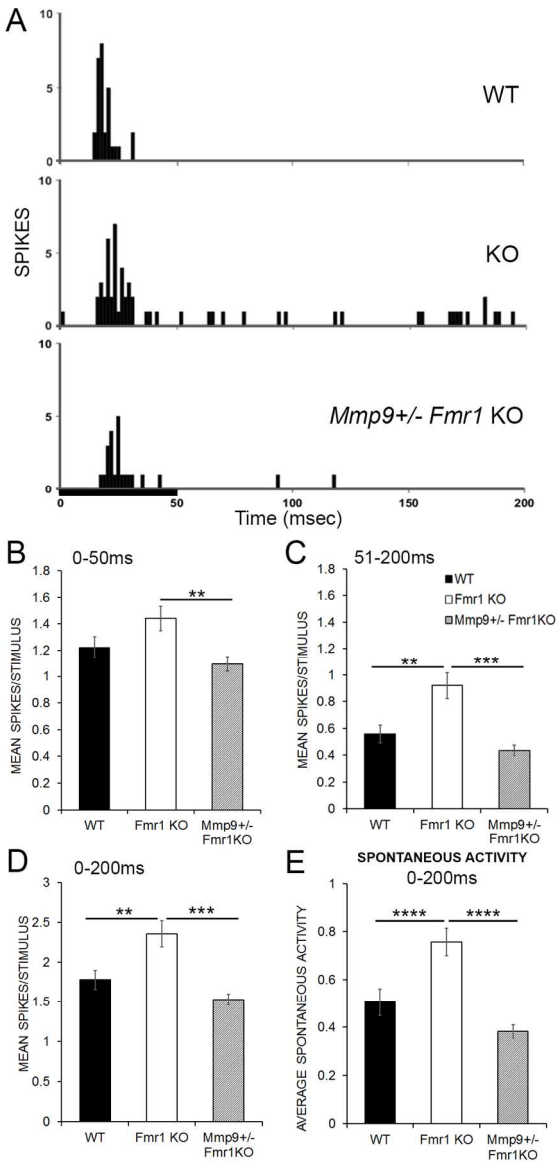 A
10
5
0
WT
10
5
0
KO
SPIKES
10
5
0
Mmp9+/- Fmr1 KO
0 50 100 150 200
Time (msec)
B 0-50ms
**
MEAN SPIKES/STIMULUS
1.8
1.6
1.4
1.2
1
0.8
0.6
0.4
0.2
0
WT Fmr1 KO Mmp9+/-
Fmr1KO
C 51-200ms
WT
Fmr1 KO
Mmp9+/- Fmr1KO
** ***
MEAN SPIKES/STIMULUS
1.8
1.6
1.4
1.2
1
0.8
0.6
0.4
0.2
0
WT Fmr1 KO Mmp9+/-
Fmr1KO
D 0-200ms
** ***
MEAN SPIKES/STIMULUS
3
2.5
2
1.5
1
0.5
0
WT Fmr1 KO Mmp9+/-
Fmr1KO
E SPONTANEOUS ACTIVITY
0-200ms
**** ****
AVERAGE SPONTANEOUS ACTIVITY
1
0.8
0.6
0.4
0.2
0
WT Fmr1 KO Mmp9+/-
Fmr1KO